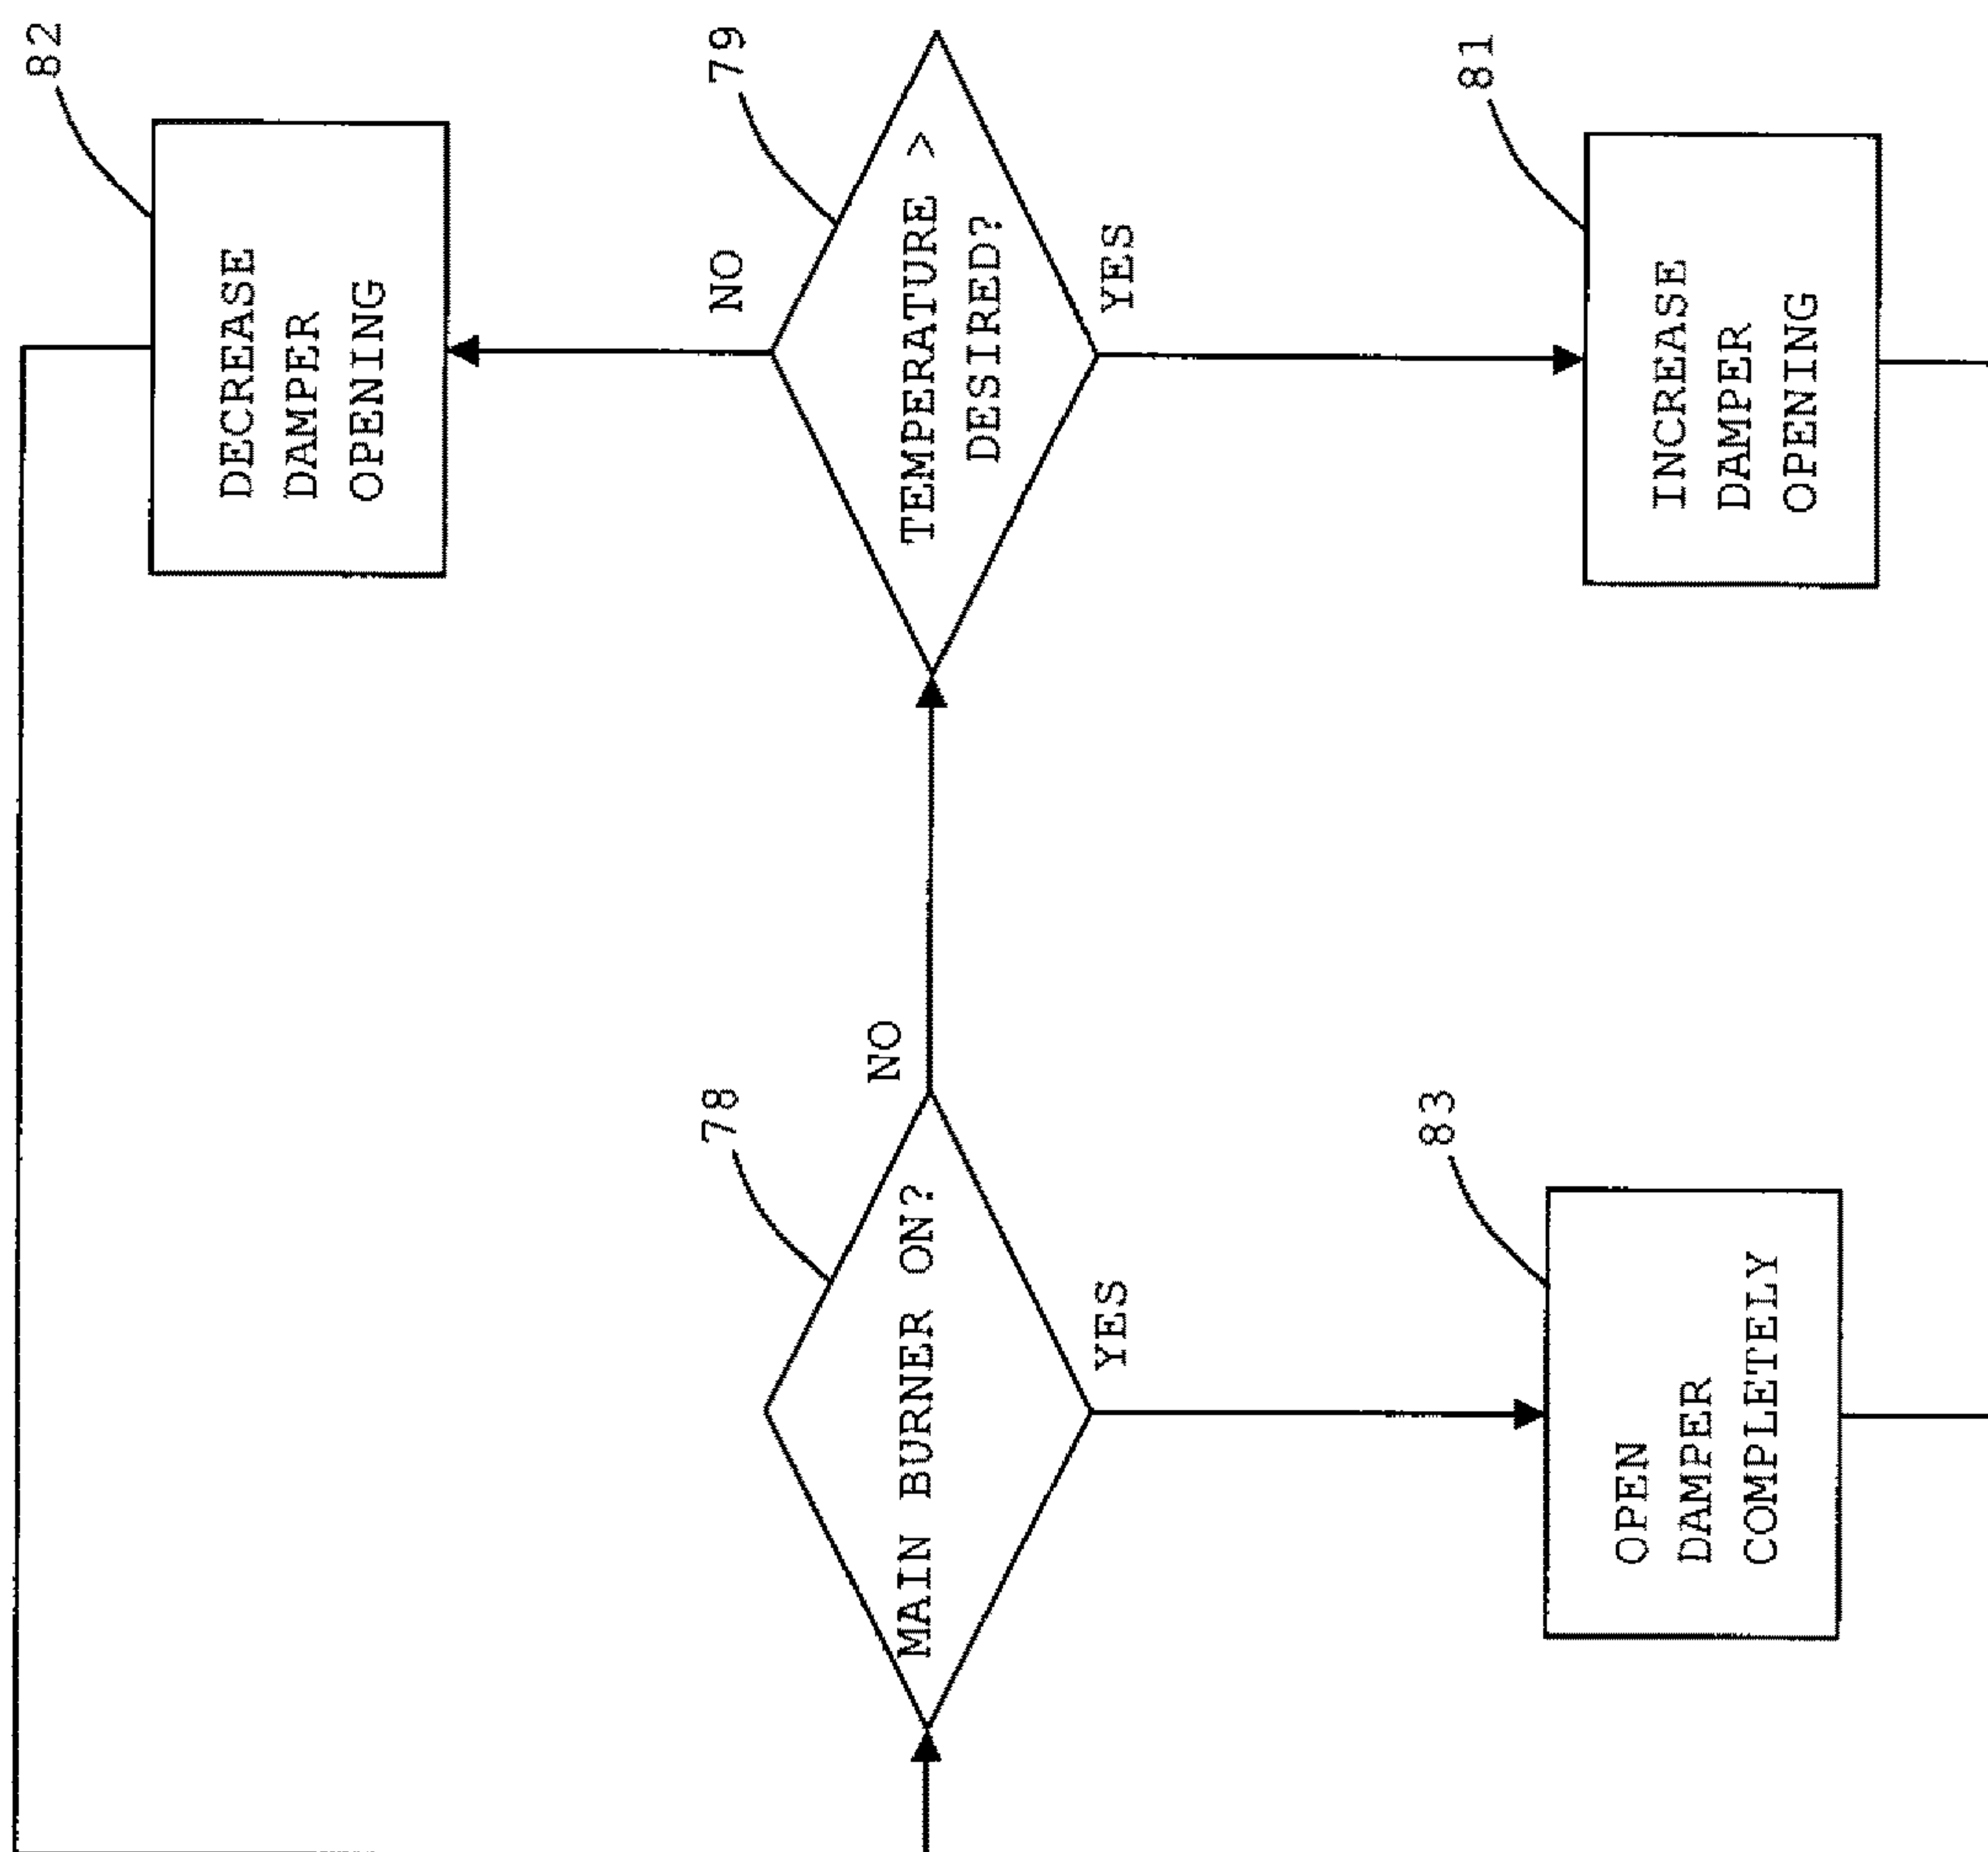 82
DECREASE
DAMPER
OPENING
NO
79
TEMPERATURE >
DESIRED?
YES
81
INCREASE
DAMPER
OPENING
78
MAIN BURNER ON?
NO
YES
83
OPEN
DAMPER
COMPLETELY